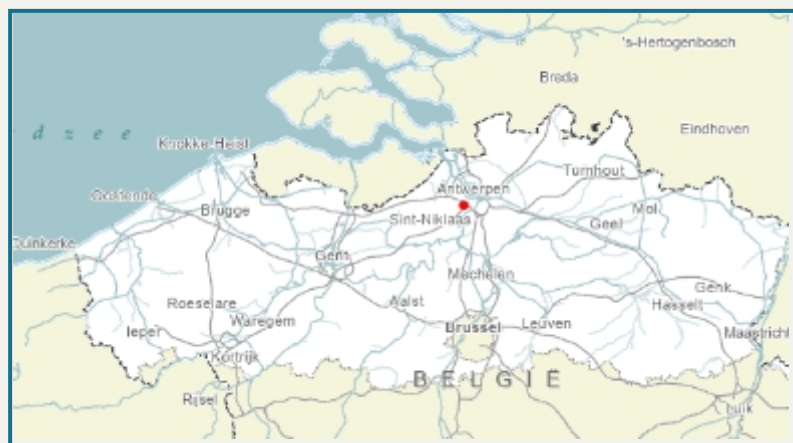 's-Hertogenbosch
Breda
d z e e
Eindhoven
Knokke-Heist
Turnhout
Antwerpen
Oostende
Mol
Brugge
Sint-Niklaas
Geel
Duinkerke
Gent
Mechelen
Genk
Roeselare
Aalst
Hasselt
Waregem
Ieper
Brussel
Leuven
Maastricht
Kortrijk
BELGIË
Rijsel
Luik